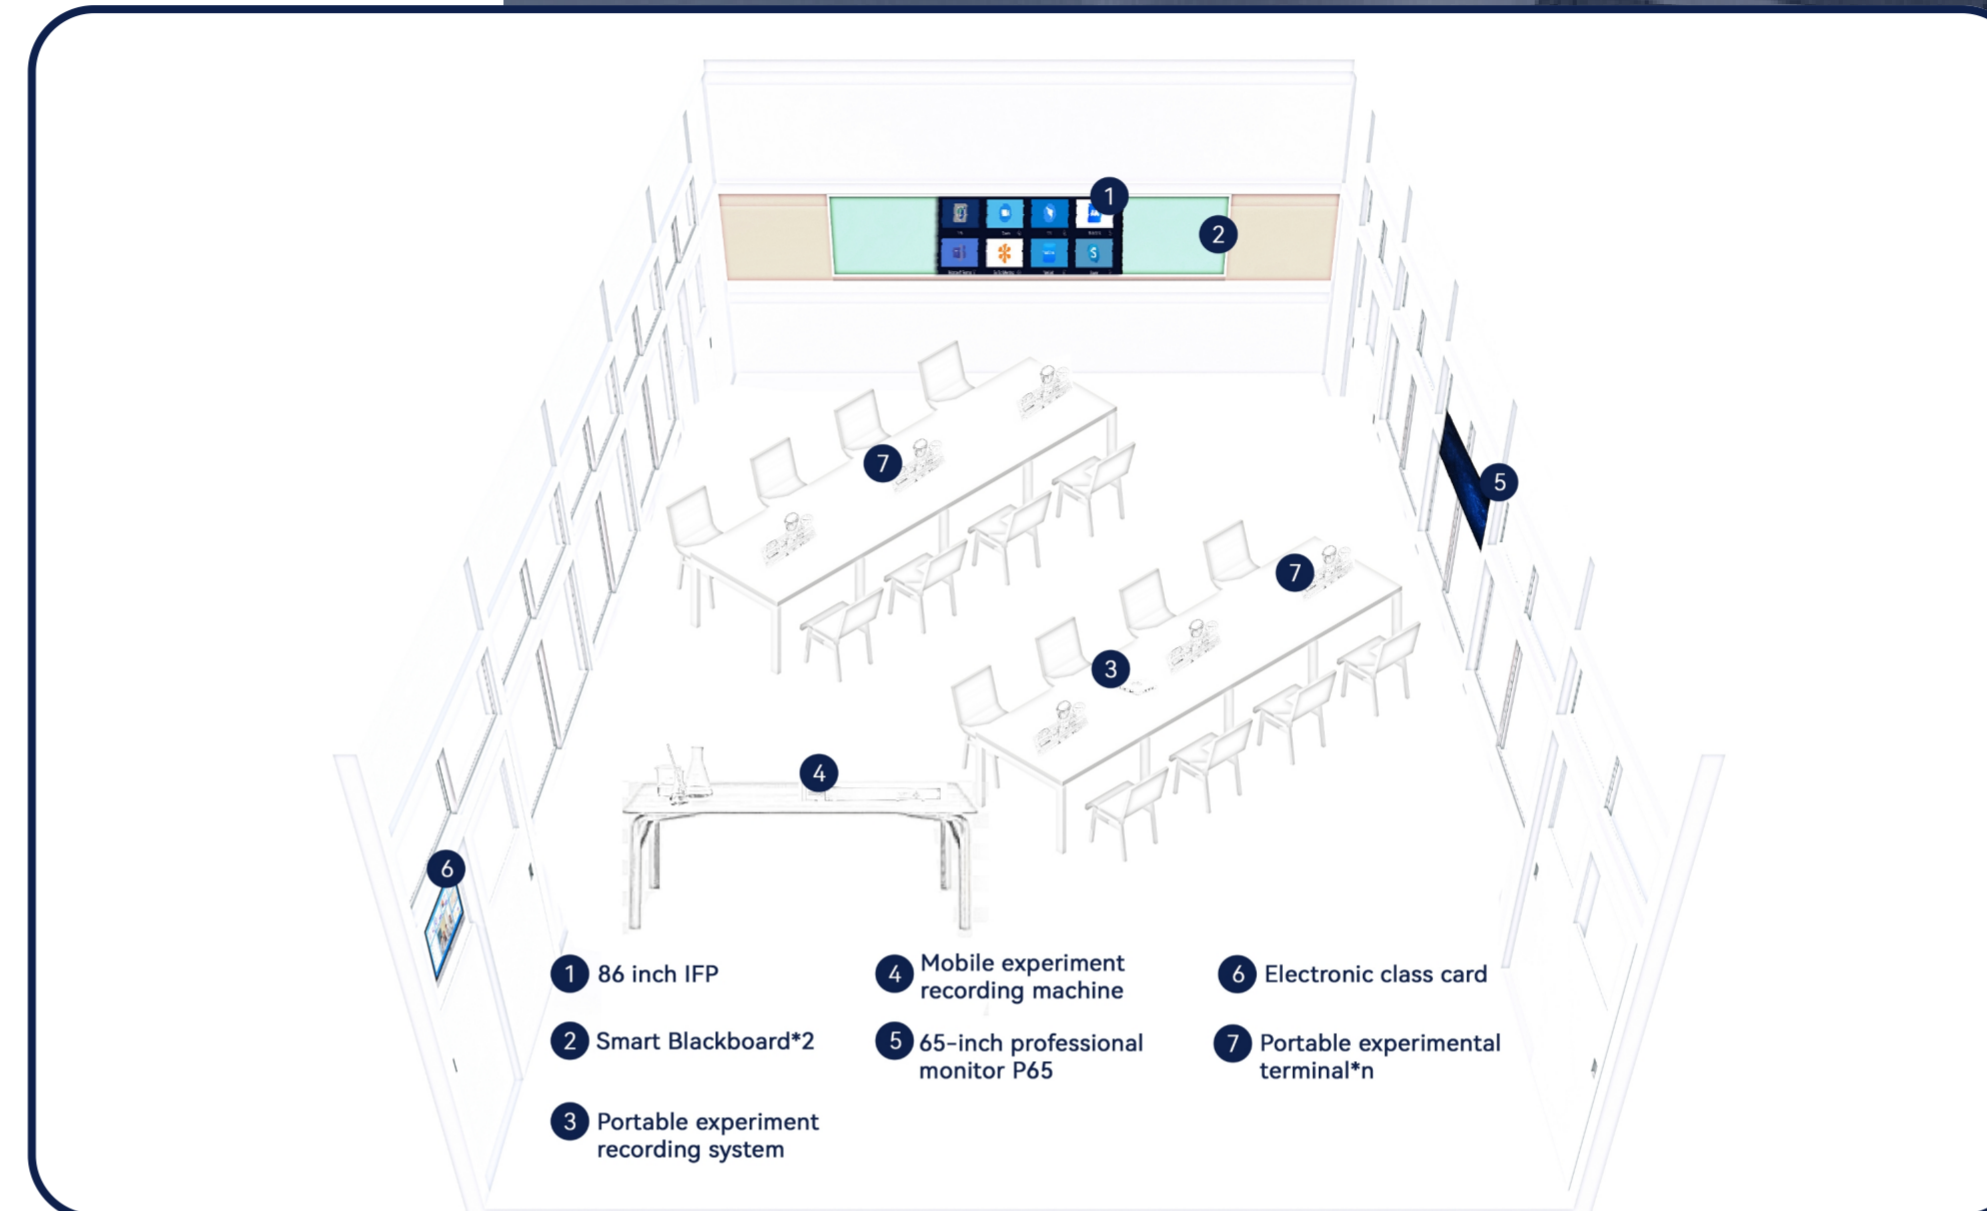 1
2
7
5
7
3
4
6
1 86 inch IFP
2 Smart Blackboard*2
3 Portable experiment
recording system
4 Mobile experiment
recording machine
5 65-inch professional
monitor P65
6 Electronic class card
7 Portable experimental
terminal*n